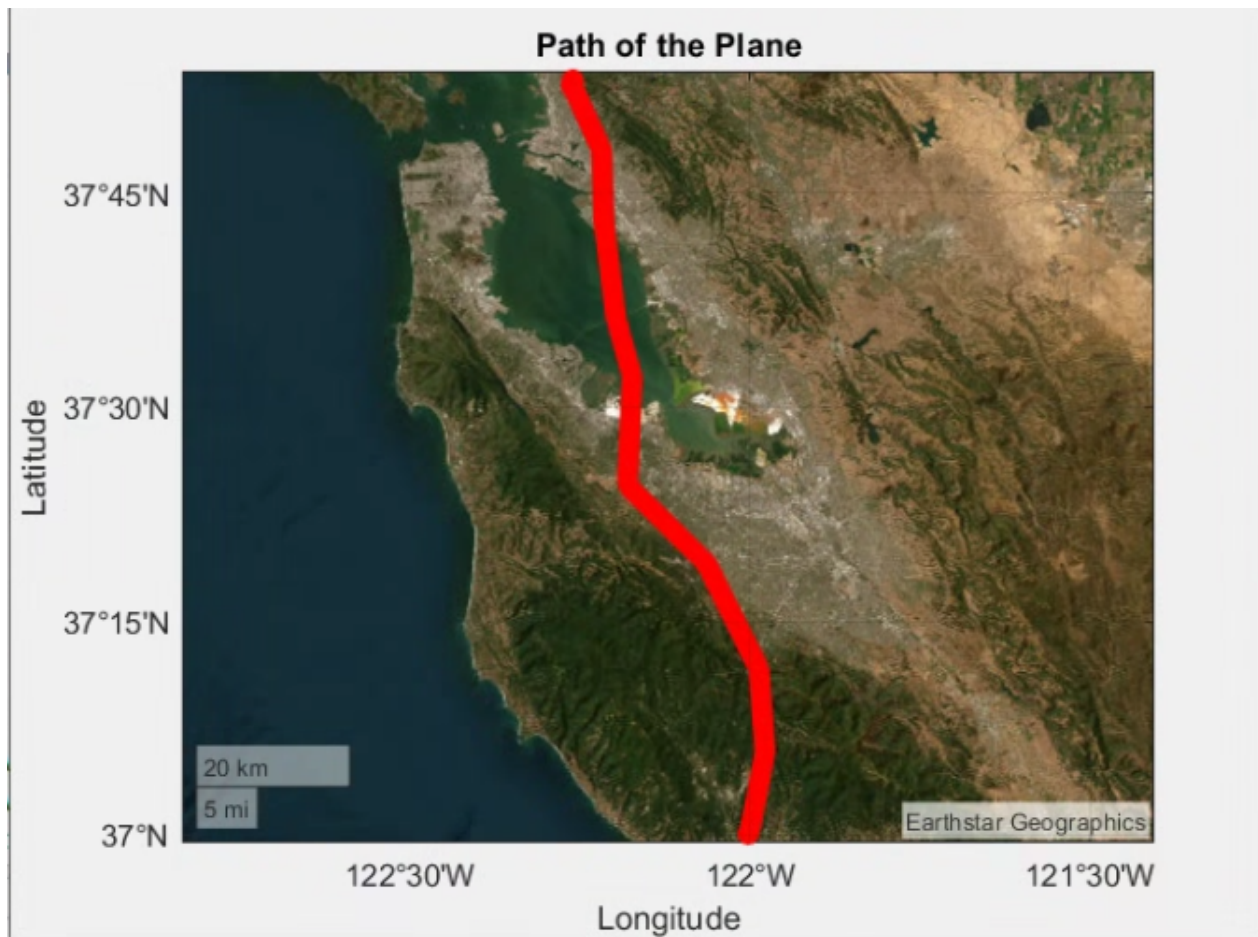 Path of the Plane
37°45'N
37°30'N
37°15'N
37°N
Latitude
20 km
5 mi
Earthstar Geographics
122°30'W
122°W
121°30'W
Longitude